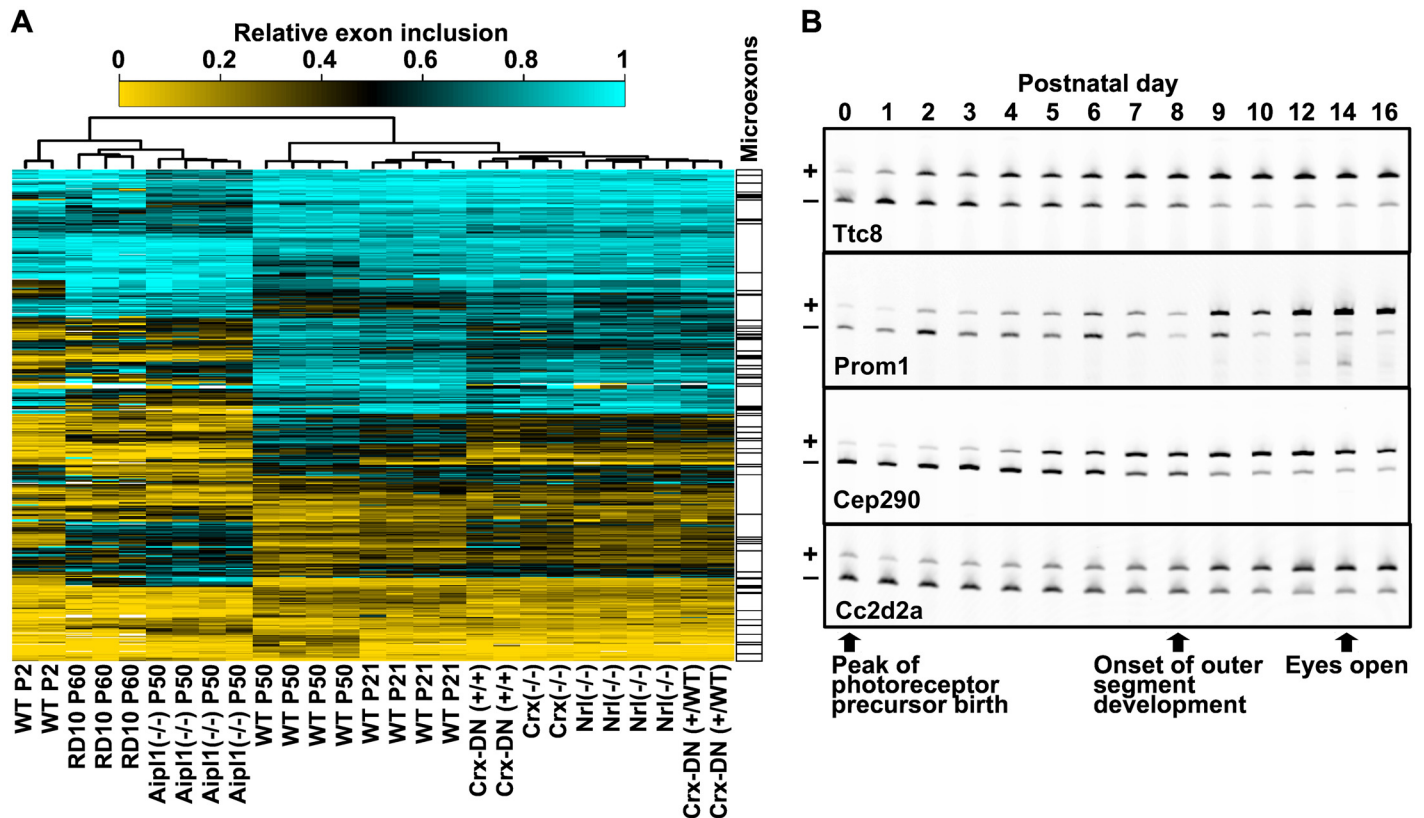 A
Relative exon inclusion
0 0.2 0.4 0.6 0.8 1
Microexons
WT P2
WT P2
RD10 P60
RD10 P60
RD10 P60
Aipl1(-/-) P50
Aipl1(-/-) P50
Aipl1(-/-) P50
Aipl1(-/-) P50
WT P50
WT P50
WT P50
WT P50
WT P21
WT P21
WT P21
WT P21
Crx-DN (+/+)
Crx-DN (+/+)
Crx(-/-)
Crx(-/-)
Nrl(-/-)
Nrl(-/-)
Nrl(-/-)
Nrl(-/-)
Crx-DN (+/WT)
Crx-DN (+/WT)
B
Postnatal day
0 1 2 3 4 5 6 7 8 9 10 12 14 16
+
−
Ttc8
+
−
Prom1
+
−
Cep290
+
−
Cc2d2a
Peak of
photoreceptor
precursor birth
Onset of outer
segment
development
Eyes open